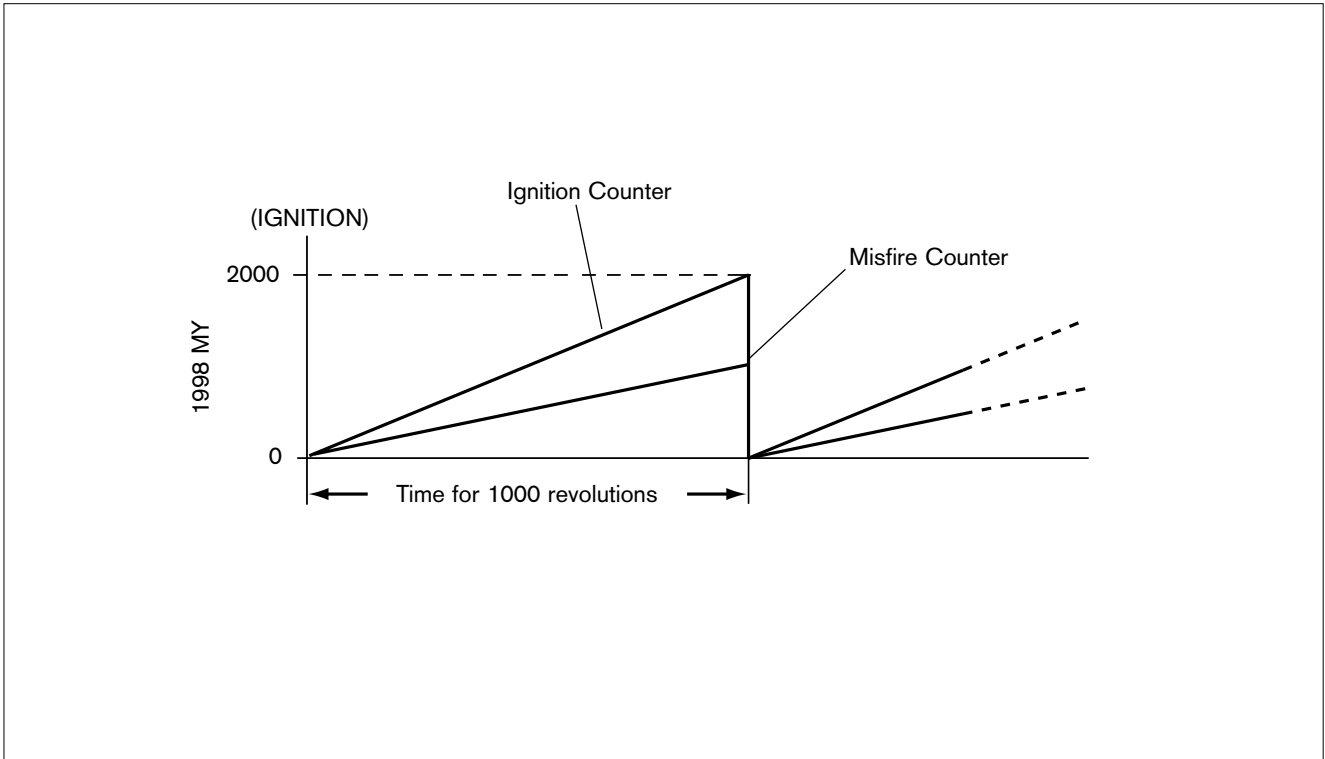 Ignition Counter
(IGNITION)
Misfire Counter
2000
1998 MY
0
Time for 1000 revolutions